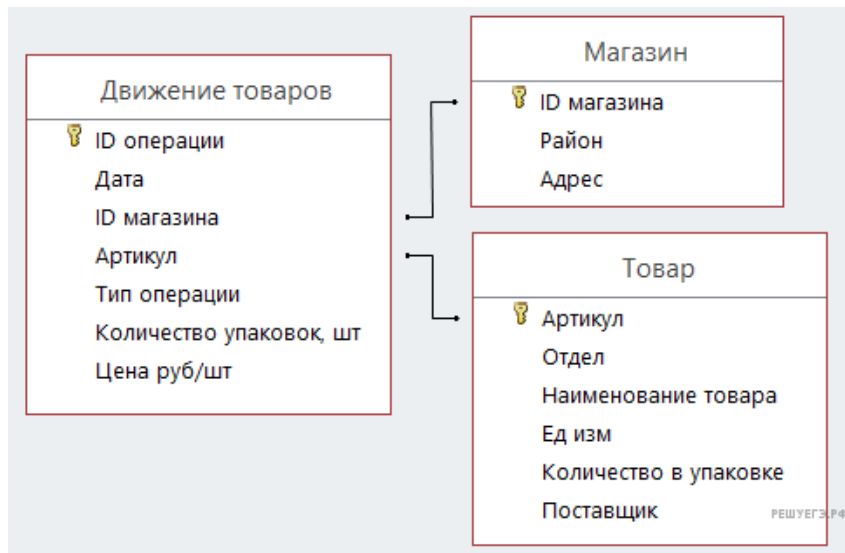 Движение товаров
ID операции
Дата
ID магазина
Артикул
Тип операции
Количество упаковок, шт
Цена руб/шт
Магазин
ID магазина
Район
Адрес
Товар
Артикул
Отдел
Наименование товара
Ед изм
Количество в упаковке
Поставщик
РЕШУЕГЭ.РФ